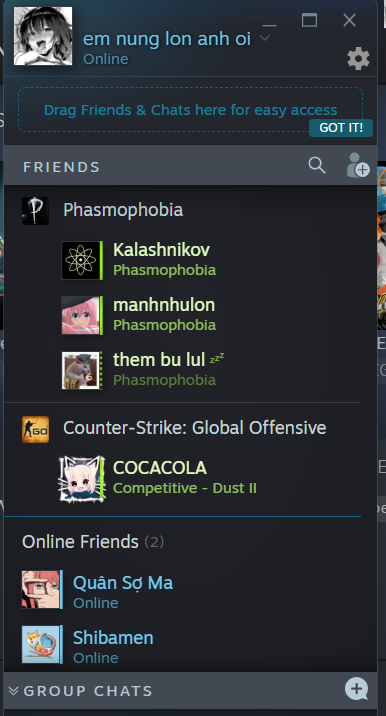 em nung lon anh oi
Online
Drag Friends & Chats here for easy access
GOT IT!
FRIENDS
Phasmophobia
Kalashnikov
Phasmophobia
manhnhulon
Phasmophobia
them bu lul zzz
Phasmophobia
GO
Counter-Strike: Global Offensive
COCACOLA
Competitive - Dust II
Online Friends (2)
Quân Sợ Ma
Online
Shibamen
Online
GROUP CHATS